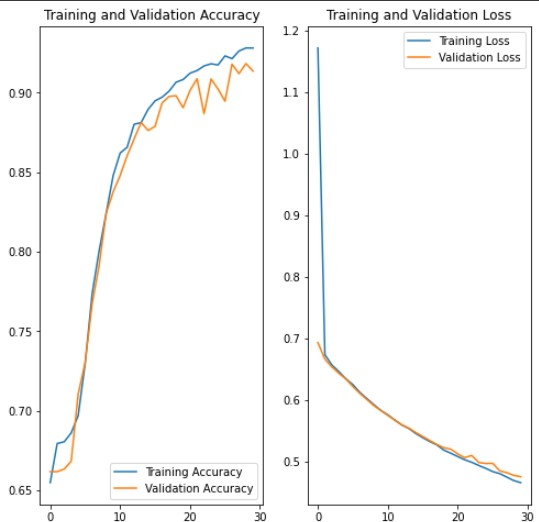 Training and Validation Accuracy
0.90
0.85
0.80
0.75
0.70
0.65
0 10 20 30
Training Accuracy
Validation Accuracy
Training and Validation Loss
1.2
1.1
1.0
0.9
0.8
0.7
0.6
0.5
0 10 20 30
Training Loss
Validation Loss